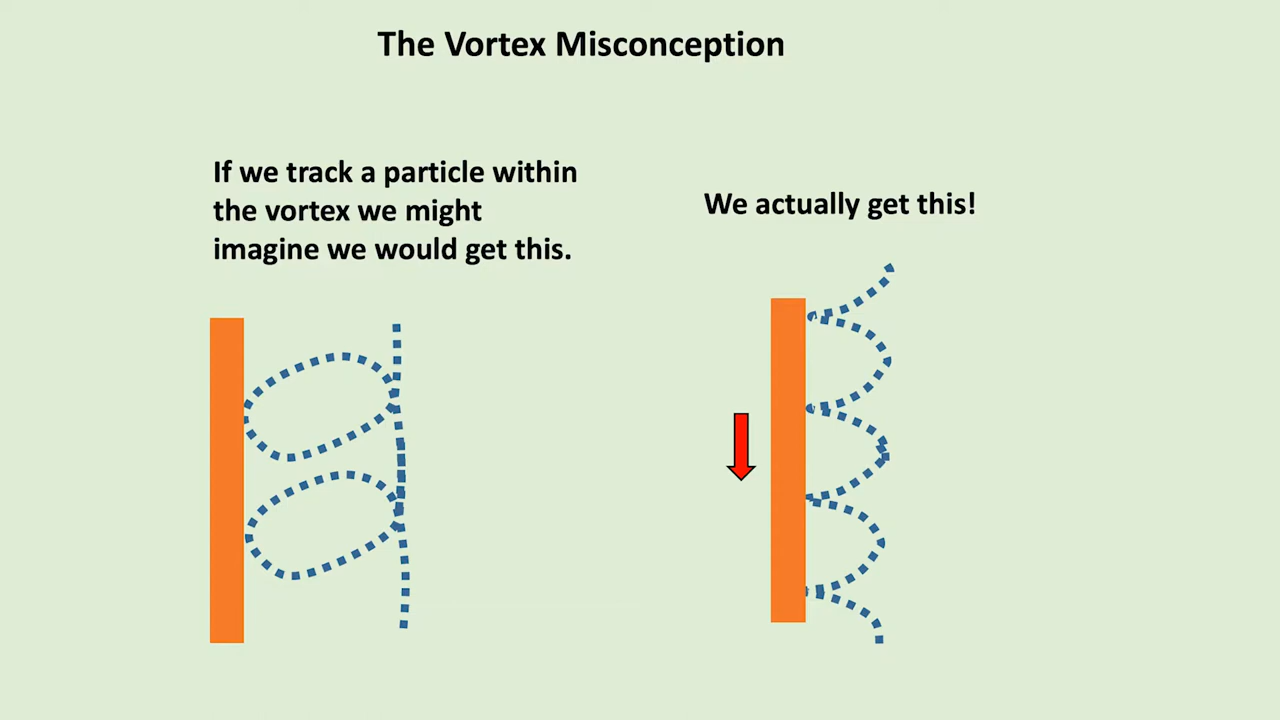 The Vortex Misconception
If we track a particle within
the vortex we might
imagine we would get this.
We actually get this!